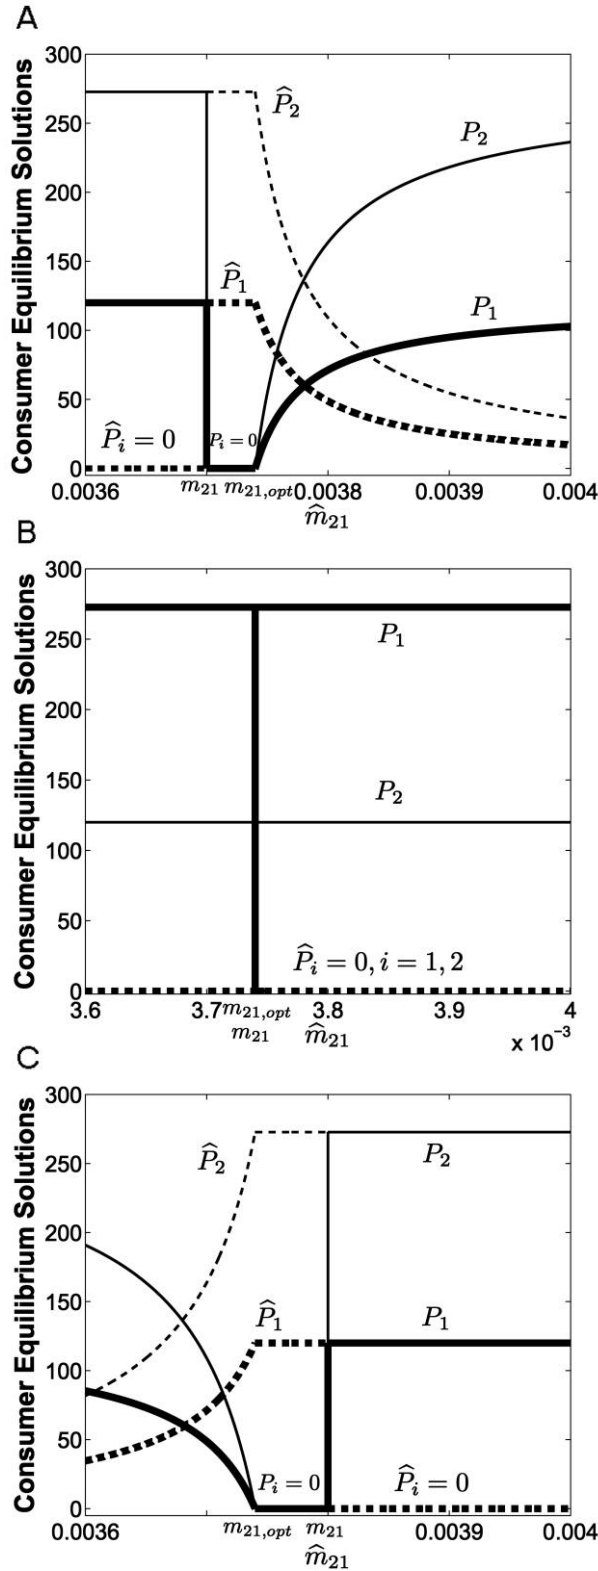 A
Consumer Equilibrium Solutions
300
250
200
150
100
50
0
P̂₂
P₂
P̂₁
P₁
P̂ᵢ = 0
Pᵢ = 0
0.0036 m₂₁ m₂₁,ₒₚₜ 0.0038 0.0039 0.004
m̂₂₁
B
Consumer Equilibrium Solutions
300
250
200
150
100
50
0
P₁
P₂
P̂ᵢ = 0, i = 1, 2
3.6 3.7 m₂₁,ₒₚₜ 3.8 3.9 4
m₂₁ m̂₂₁ x 10⁻³
C
Consumer Equilibrium Solutions
300
250
200
150
100
50
0
P̂₂
P₂
P̂₁
P₁
Pᵢ = 0
P̂ᵢ = 0
0.0036 m₂₁,ₒₚₜ m₂₁ 0.0039 0.004
m̂₂₁